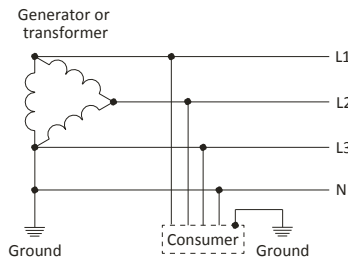 Generator or
transformer
L1
L2
L3
N
Consumer
Ground
Ground